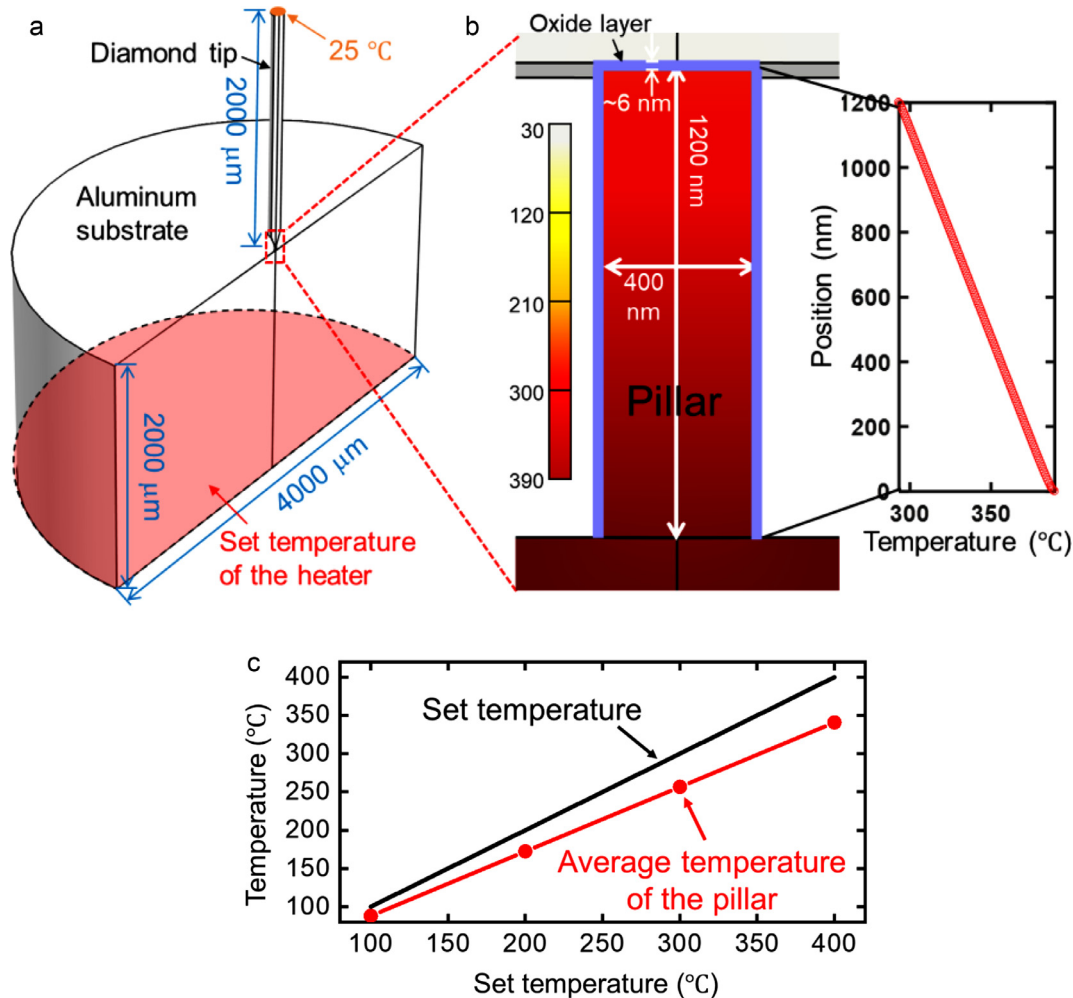 a
Diamond tip
25 ℃
2000 μm
Aluminum
substrate
2000 μm
4000 μm
Set temperature
of the heater
b
Oxide layer
~6 nm
1200 nm
400
nm
Pillar
30
120
210
300
390
1200
1000
800
600
400
200
0
Position (nm)
300
350
Temperature (℃)
c
400
350
300
250
200
150
100
Temperature (℃)
Set temperature
Average temperature
of the pillar
100
150
200
250
300
350
400
Set temperature (℃)